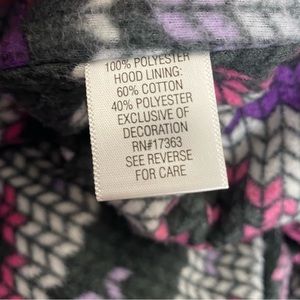 100% POLYESTER
HOOD LINING:
60% COTTON
40% POLYESTER
EXCLUSIVE OF
DECORATION
RN#17363
SEE REVERSE
FOR CARE